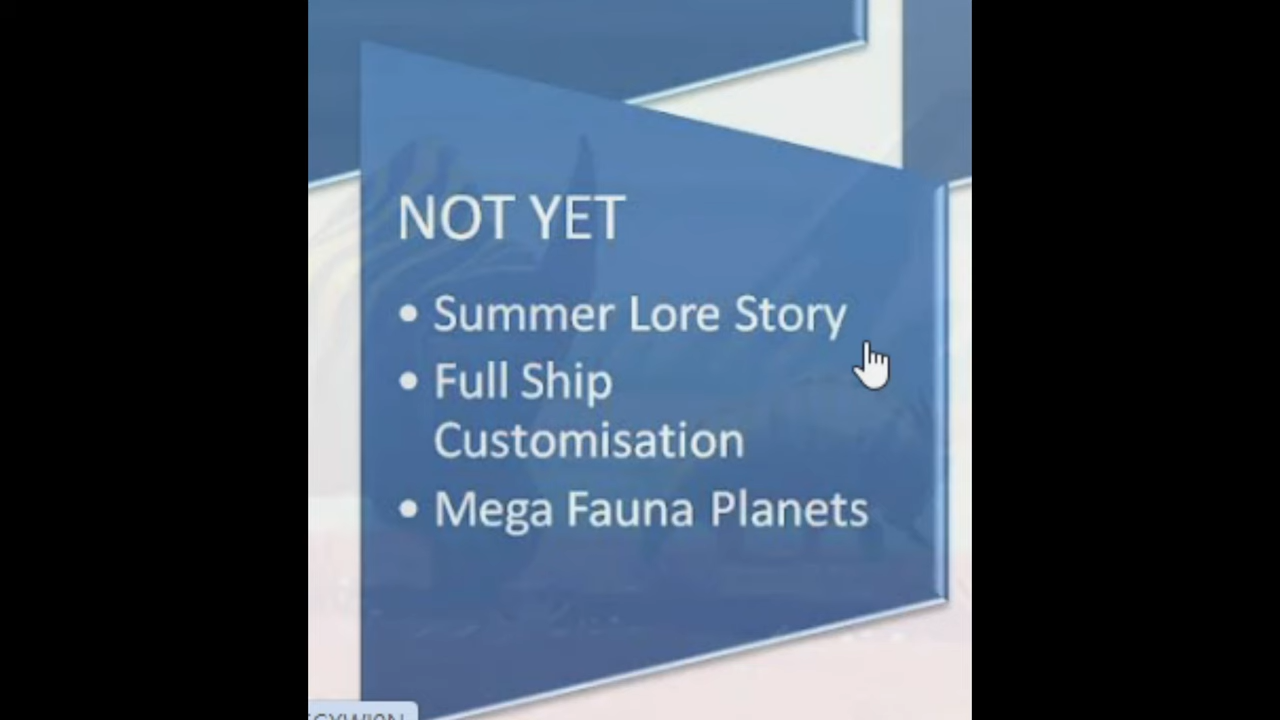 NOT YET
• Summer Lore Story
• Full Ship
Customisation
• Mega Fauna Planets